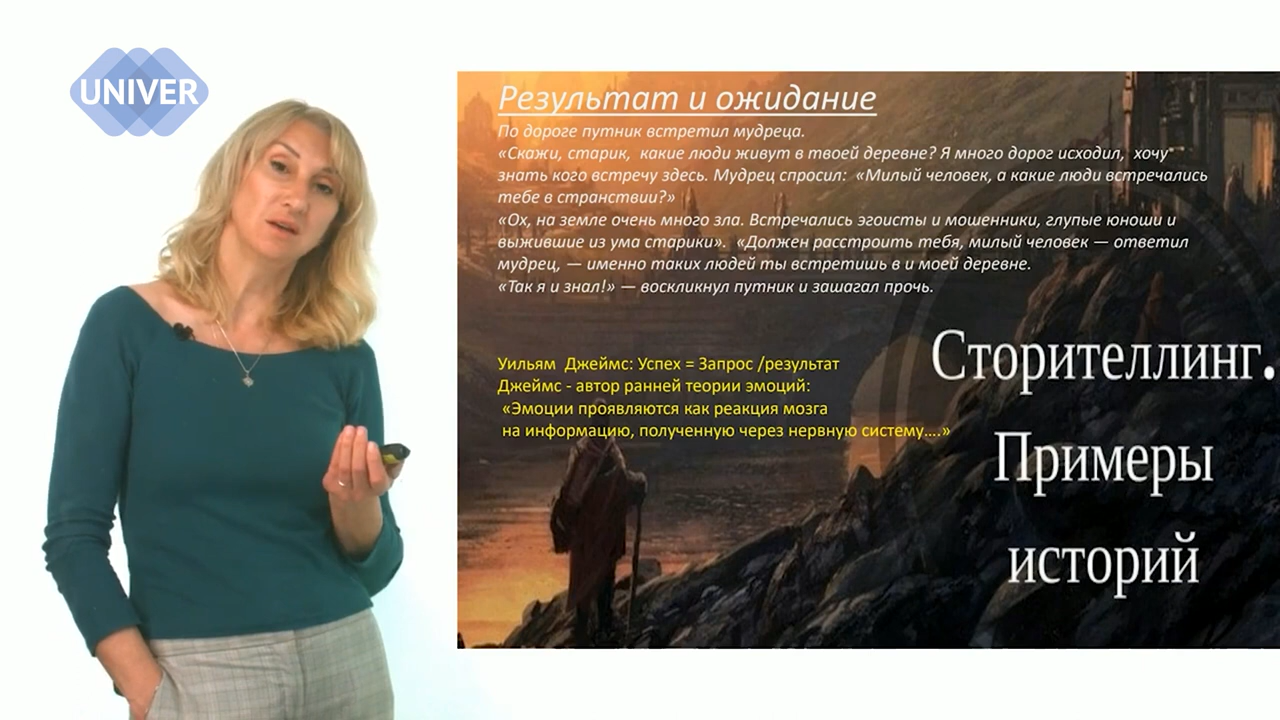 UNIVER
Результат и ожидание
По дороге путник встретил мудреца.
«Скажи, старик, какие люди живут в твоей деревне? Я много дорог исходил, хочу
знать кого встречу здесь. Мудрец спросил: «Милый человек, а какие люди встречались
тебе в странствии?»
«Ох, на земле очень много зла. Встречались эгоисты и мошенники, глупые юноши и
выжившие из ума старики». «Должен расстроить тебя, милый человек — ответил
мудрец, — именно таких людей ты встретишь в и моей деревне.
«Так я и знал!» — воскликнул путник и зашагал прочь.
Уильям Джеймс: Успех = Запрос /результат
Джеймс - автор ранней теории эмоций:
«Эмоции проявляются как реакция мозга
на информацию, полученную через нервную систему….»
Сторителлинг.
Примеры
историй